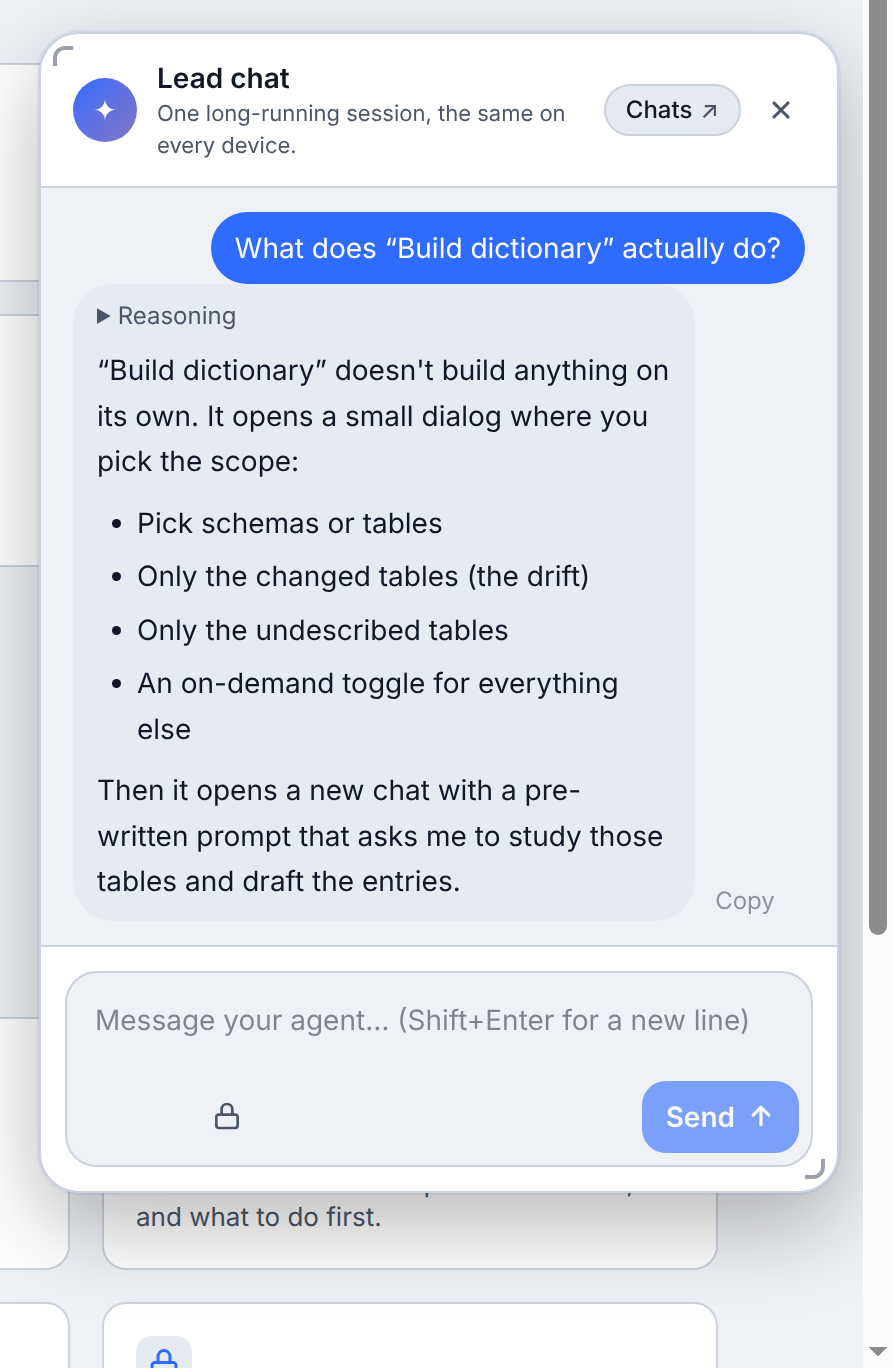 Lead chat
One long-running session, the same on
every device.
Chats ↗
What does “Build dictionary” actually do?
Reasoning
“Build dictionary” doesn't build anything on
its own. It opens a small dialog where you
pick the scope:
• Pick schemas or tables
• Only the changed tables (the drift)
• Only the undescribed tables
• An on-demand toggle for everything
else
Then it opens a new chat with a pre-
written prompt that asks me to study those
tables and draft the entries.
Copy
Message your agent... (Shift+Enter for a new line)
Send ↑
and what to do first.